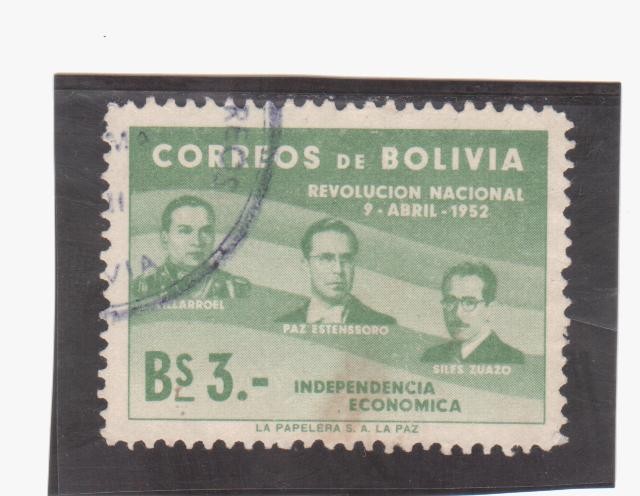 CORREOS DE BOLIVIA
REVOLUCION NACIONAL
9 - ABRIL - 1952
VILLARROEL
PAZ ESTENSSORO
SILES ZUAZO
BS 3.-
INDEPENDENCIA
ECONOMICA
LA PAPELERA S. A. LA PAZ